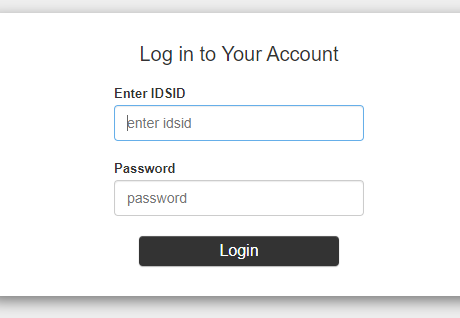 Log in to Your Account
Enter IDSID
enter idsid
Password
password
Login